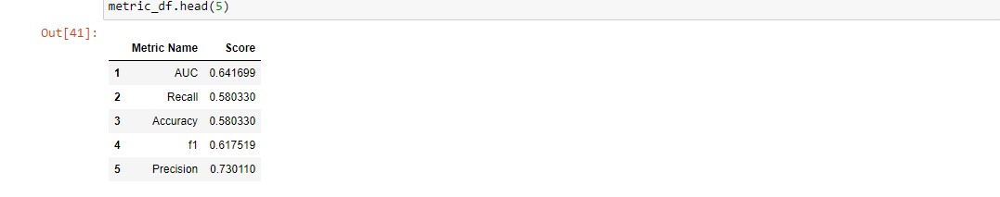 metric_df.head(5)
Out[41]:
Metric Name Score
1 AUC 0.641699
2 Recall 0.580330
3 Accuracy 0.580330
4 f1 0.617519
5 Precision 0.730110